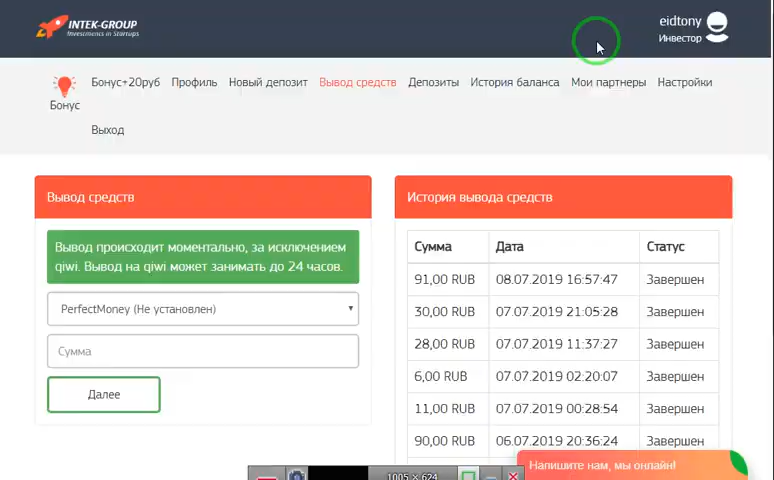 INTEK-GROUP
Investments in Startups
eidtony
Инвестор
Бонус
Бонус+20руб Профиль Новый депозит Вывод средств Депозиты История баланса Мои партнеры Настройки
Выход
Вывод средств
Вывод происходит моментально, за исключением
qiwi. Вывод на qiwi может занимать до 24 часов.
PerfectMoney (Не установлен)
Сумма
Далее
История вывода средств
Сумма Дата Статус
91,00 RUB 08.07.2019 16:57:47 Завершен
30,00 RUB 07.07.2019 21:05:28 Завершен
28,00 RUB 07.07.2019 11:37:27 Завершен
6,00 RUB 07.07.2019 02:20:07 Завершен
11,00 RUB 07.07.2019 00:28:54 Завершен
90,00 RUB 06.07.2019 20:36:24 Завершен
Напишите нам, мы онлайн!
1005 × 624